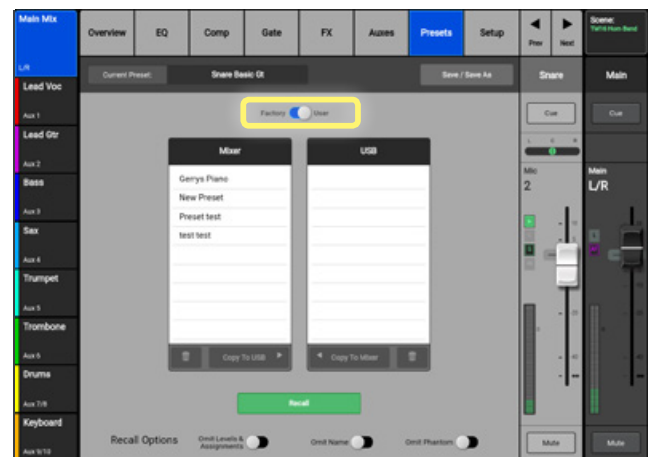 Main Mix
L/R
Lead Voc
Aux 1
Lead Gtr
Aux 2
Bass
Aux 3
Sax
Aux 4
Trumpet
Aux 5
Trombone
Aux 6
Drums
Aux 7/8
Keyboard
Aux 9/10
Overview EQ Comp Gate FX Auxes Presets Setup
Current Preset: Snare Basic Gt Save / Save As
Factory User
Mixer
Gerrys Piano
New Preset
Preset test
test test
Copy To USB
USB
Copy To Mixer
Recall
Recall Options
Omit Levels &
Assignments
Omit Name
Omit Phantom
Prev Next
Scene:
Snare
Cue
L C R
Mic
2
Mute
Main
Cue
Main
L/R
Mute